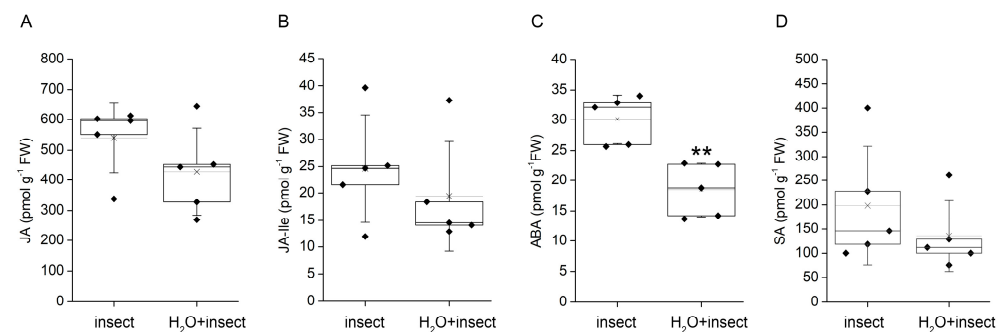 A
JA (pmol g⁻¹ FW)
800
700
600
500
400
300
200
100
0
insect
H₂O+insect
B
JA-Ile (pmol g⁻¹ FW)
45
40
35
30
25
20
15
10
5
0
insect
H₂O+insect
C
ABA (pmol g⁻¹FW)
40
35
30
25
20
15
10
5
0
**
insect
H₂O+insect
D
SA (pmol g⁻¹ FW)
500
450
400
350
300
250
200
150
100
50
0
insect
H₂O+insect